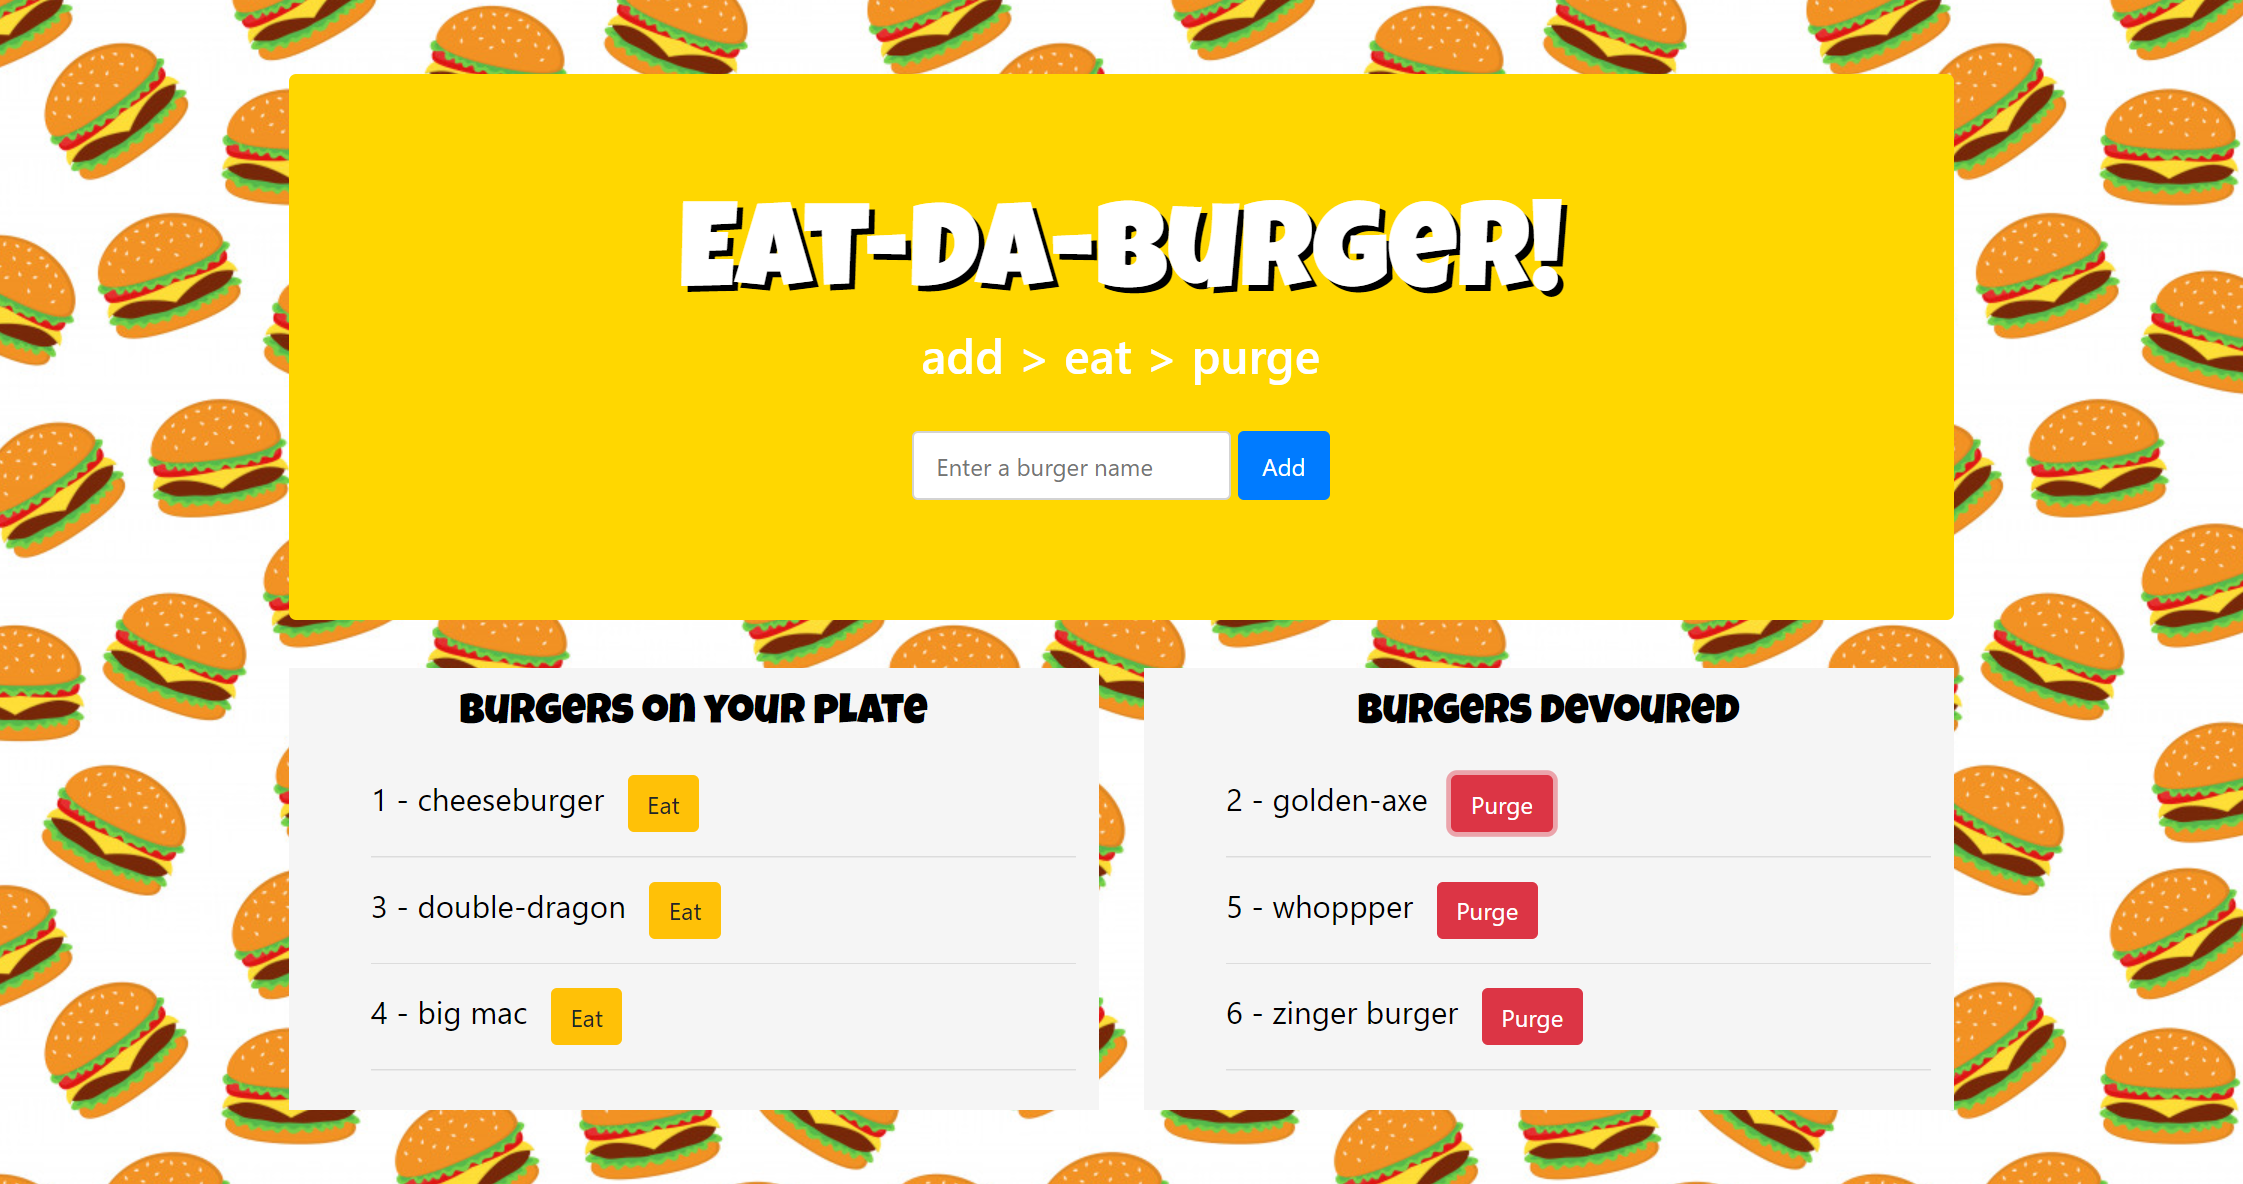 EAT-DA-BURGER!
add > eat > purge
Enter a burger name Add
BURGERS ON YOUR PLATE
1 - cheeseburger Eat
3 - double-dragon Eat
4 - big mac Eat
BURGERS DEVOURED
2 - golden-axe Purge
5 - whoppper Purge
6 - zinger burger Purge